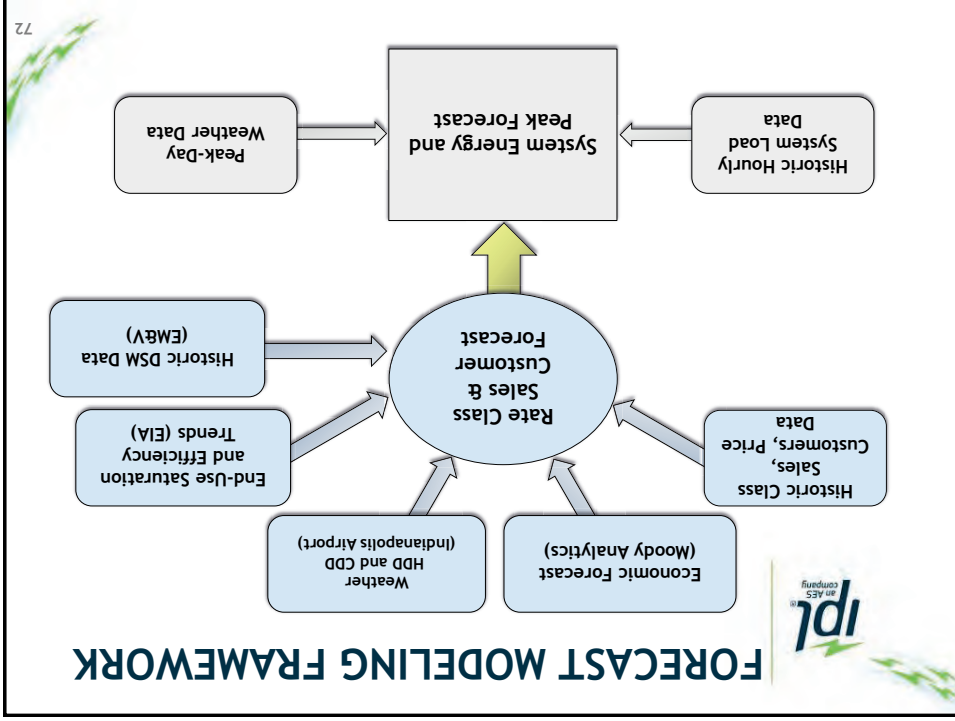 FORECAST MODELING FRAMEWORK
ipl®
an AES
company
Historic Class
Sales,
Customers, Price
Data
Economic Forecast
(Moody Analytics)
Weather
HDD and CDD
(Indianapolis Airport)
End-Use Saturation
and Efficiency
Trends (EIA)
Historic DSM Data
(EM&V)
Rate Class
Sales &
Customer
Forecast
Historic Hourly
System Load
Data
System Energy and
Peak Forecast
Peak-Day
Weather Data
72